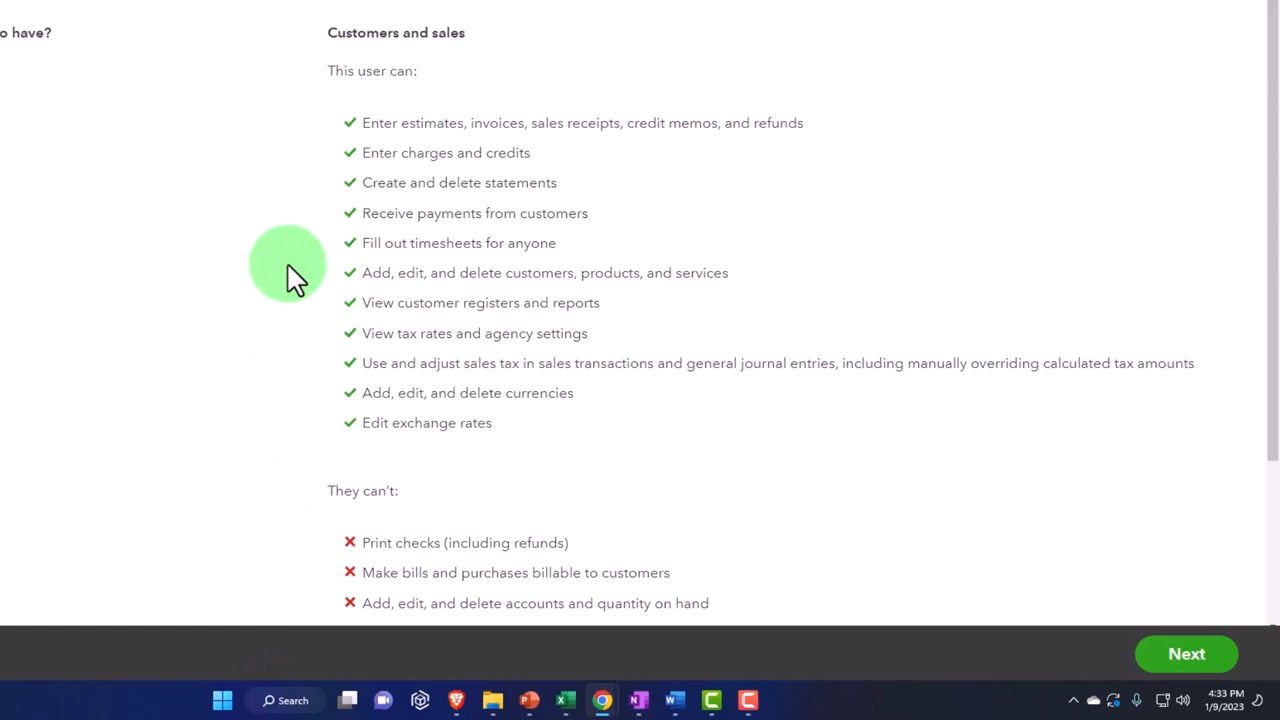 o have?
Customers and sales
This user can:
Enter estimates, invoices, sales receipts, credit memos, and refunds
Enter charges and credits
Create and delete statements
Receive payments from customers
Fill out timesheets for anyone
Add, edit, and delete customers, products, and services
View customer registers and reports
View tax rates and agency settings
Use and adjust sales tax in sales transactions and general journal entries, including manually overriding calculated tax amounts
Add, edit, and delete currencies
Edit exchange rates
They can't:
Print checks (including refunds)
Make bills and purchases billable to customers
Add, edit, and delete accounts and quantity on hand
Next
Search
4:33 PM
1/9/2023